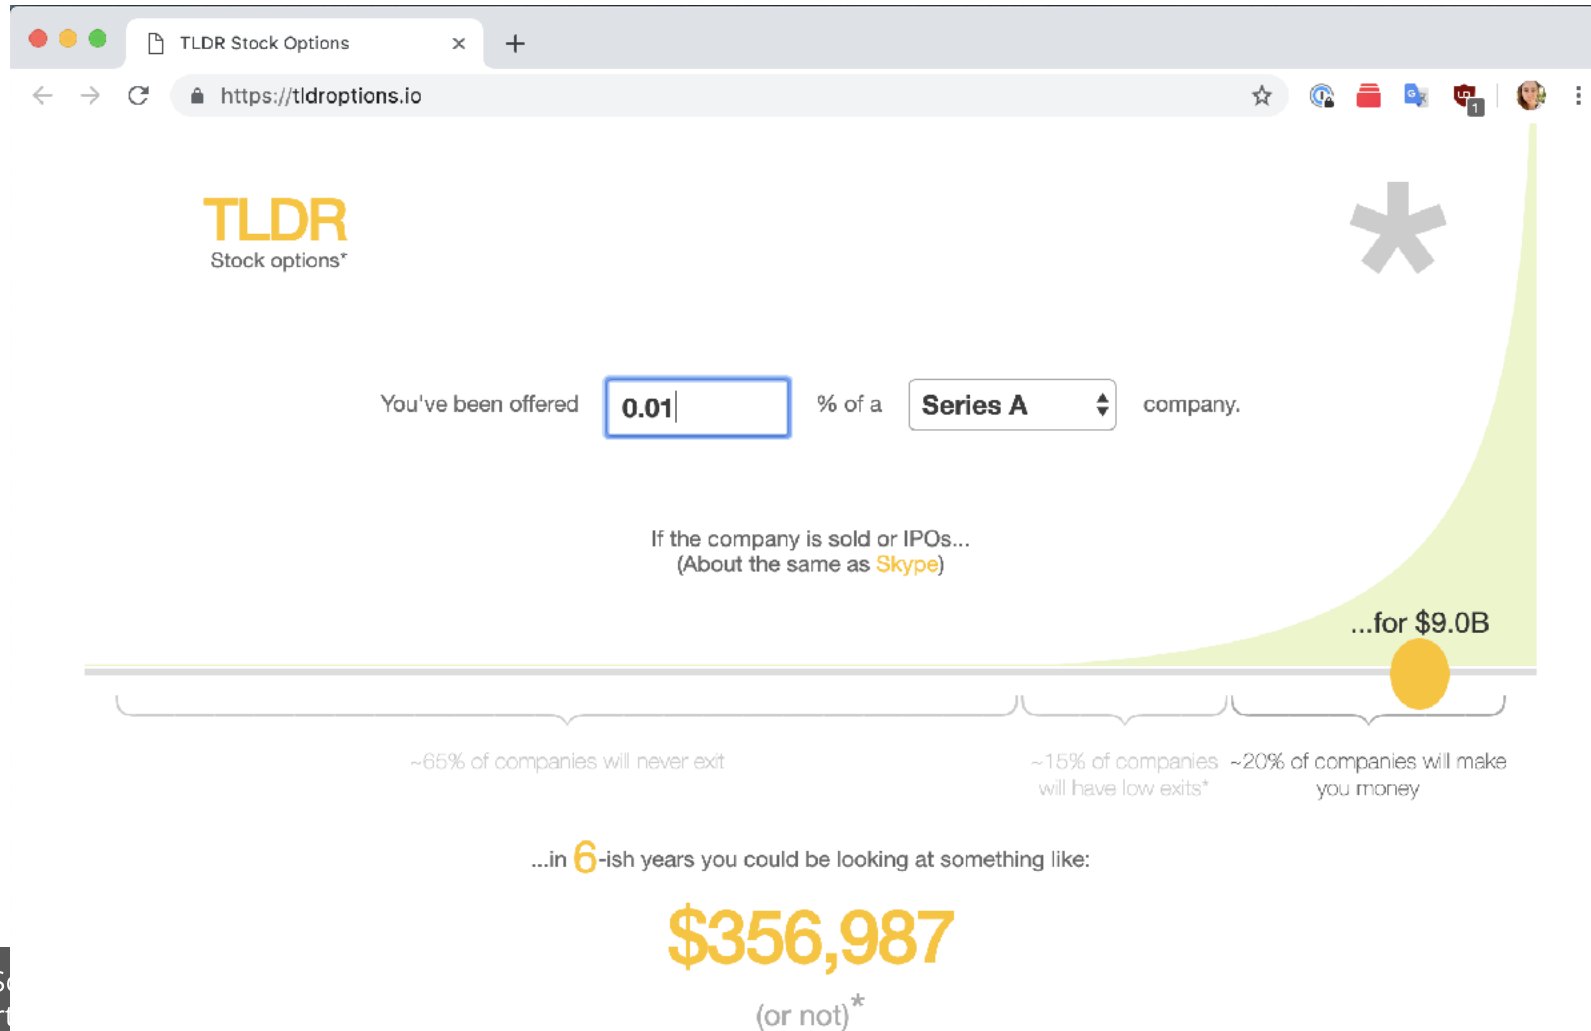 TLDR Stock Options
https://tldroptions.io
1
TLDR
Stock options*
*
You've been offered 0.01 % of a Series A company.
If the company is sold or IPOs...
(About the same as Skype)
...for $9.0B
~65% of companies will never exit
~15% of companies
will have low exits*
~20% of companies will make
you money
...in 6-ish years you could be looking at something like:
$356,987
(or not)*